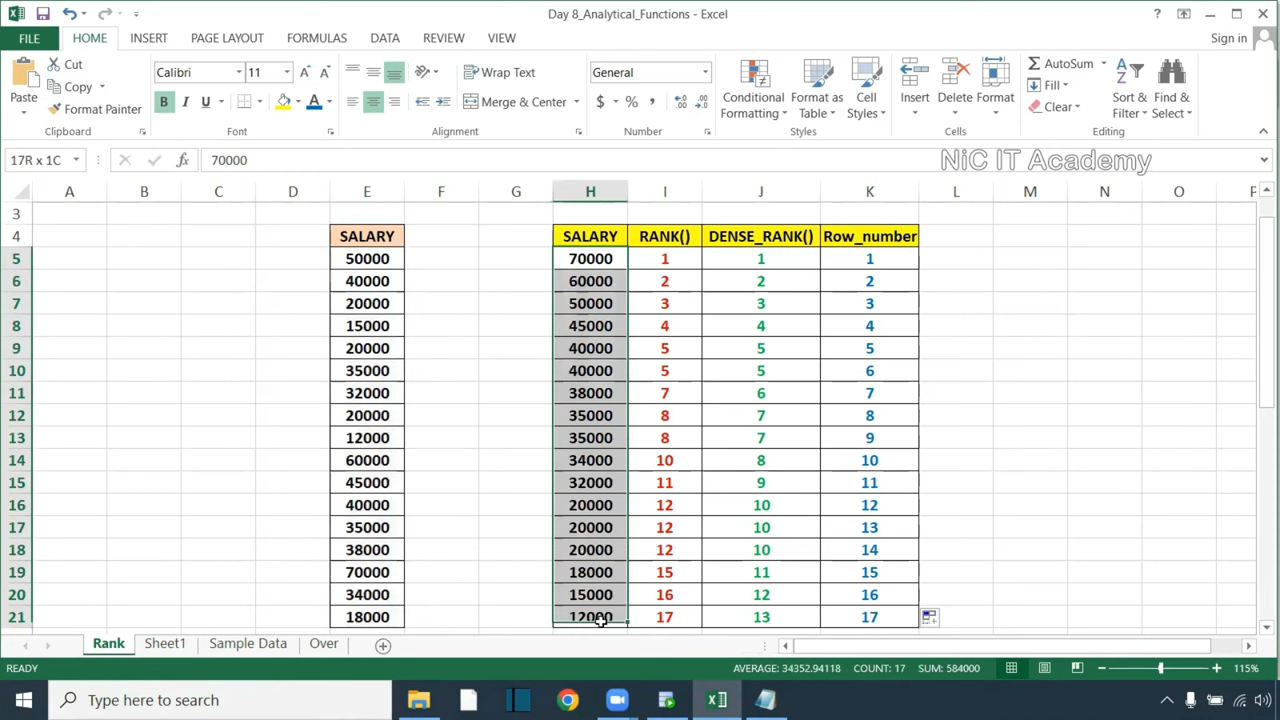 Day 8_Analytical_Functions - Excel
?
FILE HOME INSERT PAGE LAYOUT FORMULAS DATA REVIEW VIEW Sign in
Cut
Copy
Format Painter
Paste
Clipboard
Calibri 11
B I U
Font
Wrap Text
Merge & Center
Alignment
General
$ % ,
Number
Conditional Formatting
Format as Table
Cell Styles
Styles
Insert Delete Format
Cells
AutoSum
Fill
Clear
Sort & Filter
Find & Select
Editing
17R x 1C fx 70000
NiC IT Academy
A B C D E F G H I J K L M N O P
3
4 SALARY SALARY RANK() DENSE_RANK() Row_number
5 50000 70000 1 1 1
6 40000 60000 2 2 2
7 20000 50000 3 3 3
8 15000 45000 4 4 4
9 20000 40000 5 5 5
10 35000 40000 5 5 6
11 32000 38000 7 6 7
12 20000 35000 8 7 8
13 12000 35000 8 7 9
14 60000 34000 10 8 10
15 45000 32000 11 9 11
16 40000 20000 12 10 12
17 35000 20000 12 10 13
18 38000 20000 12 10 14
19 70000 18000 15 11 15
20 34000 15000 16 12 16
21 18000 12000 17 13 17
Rank Sheet1 Sample Data Over
READY AVERAGE: 34352.94118 COUNT: 17 SUM: 584000 115%
Type here to search